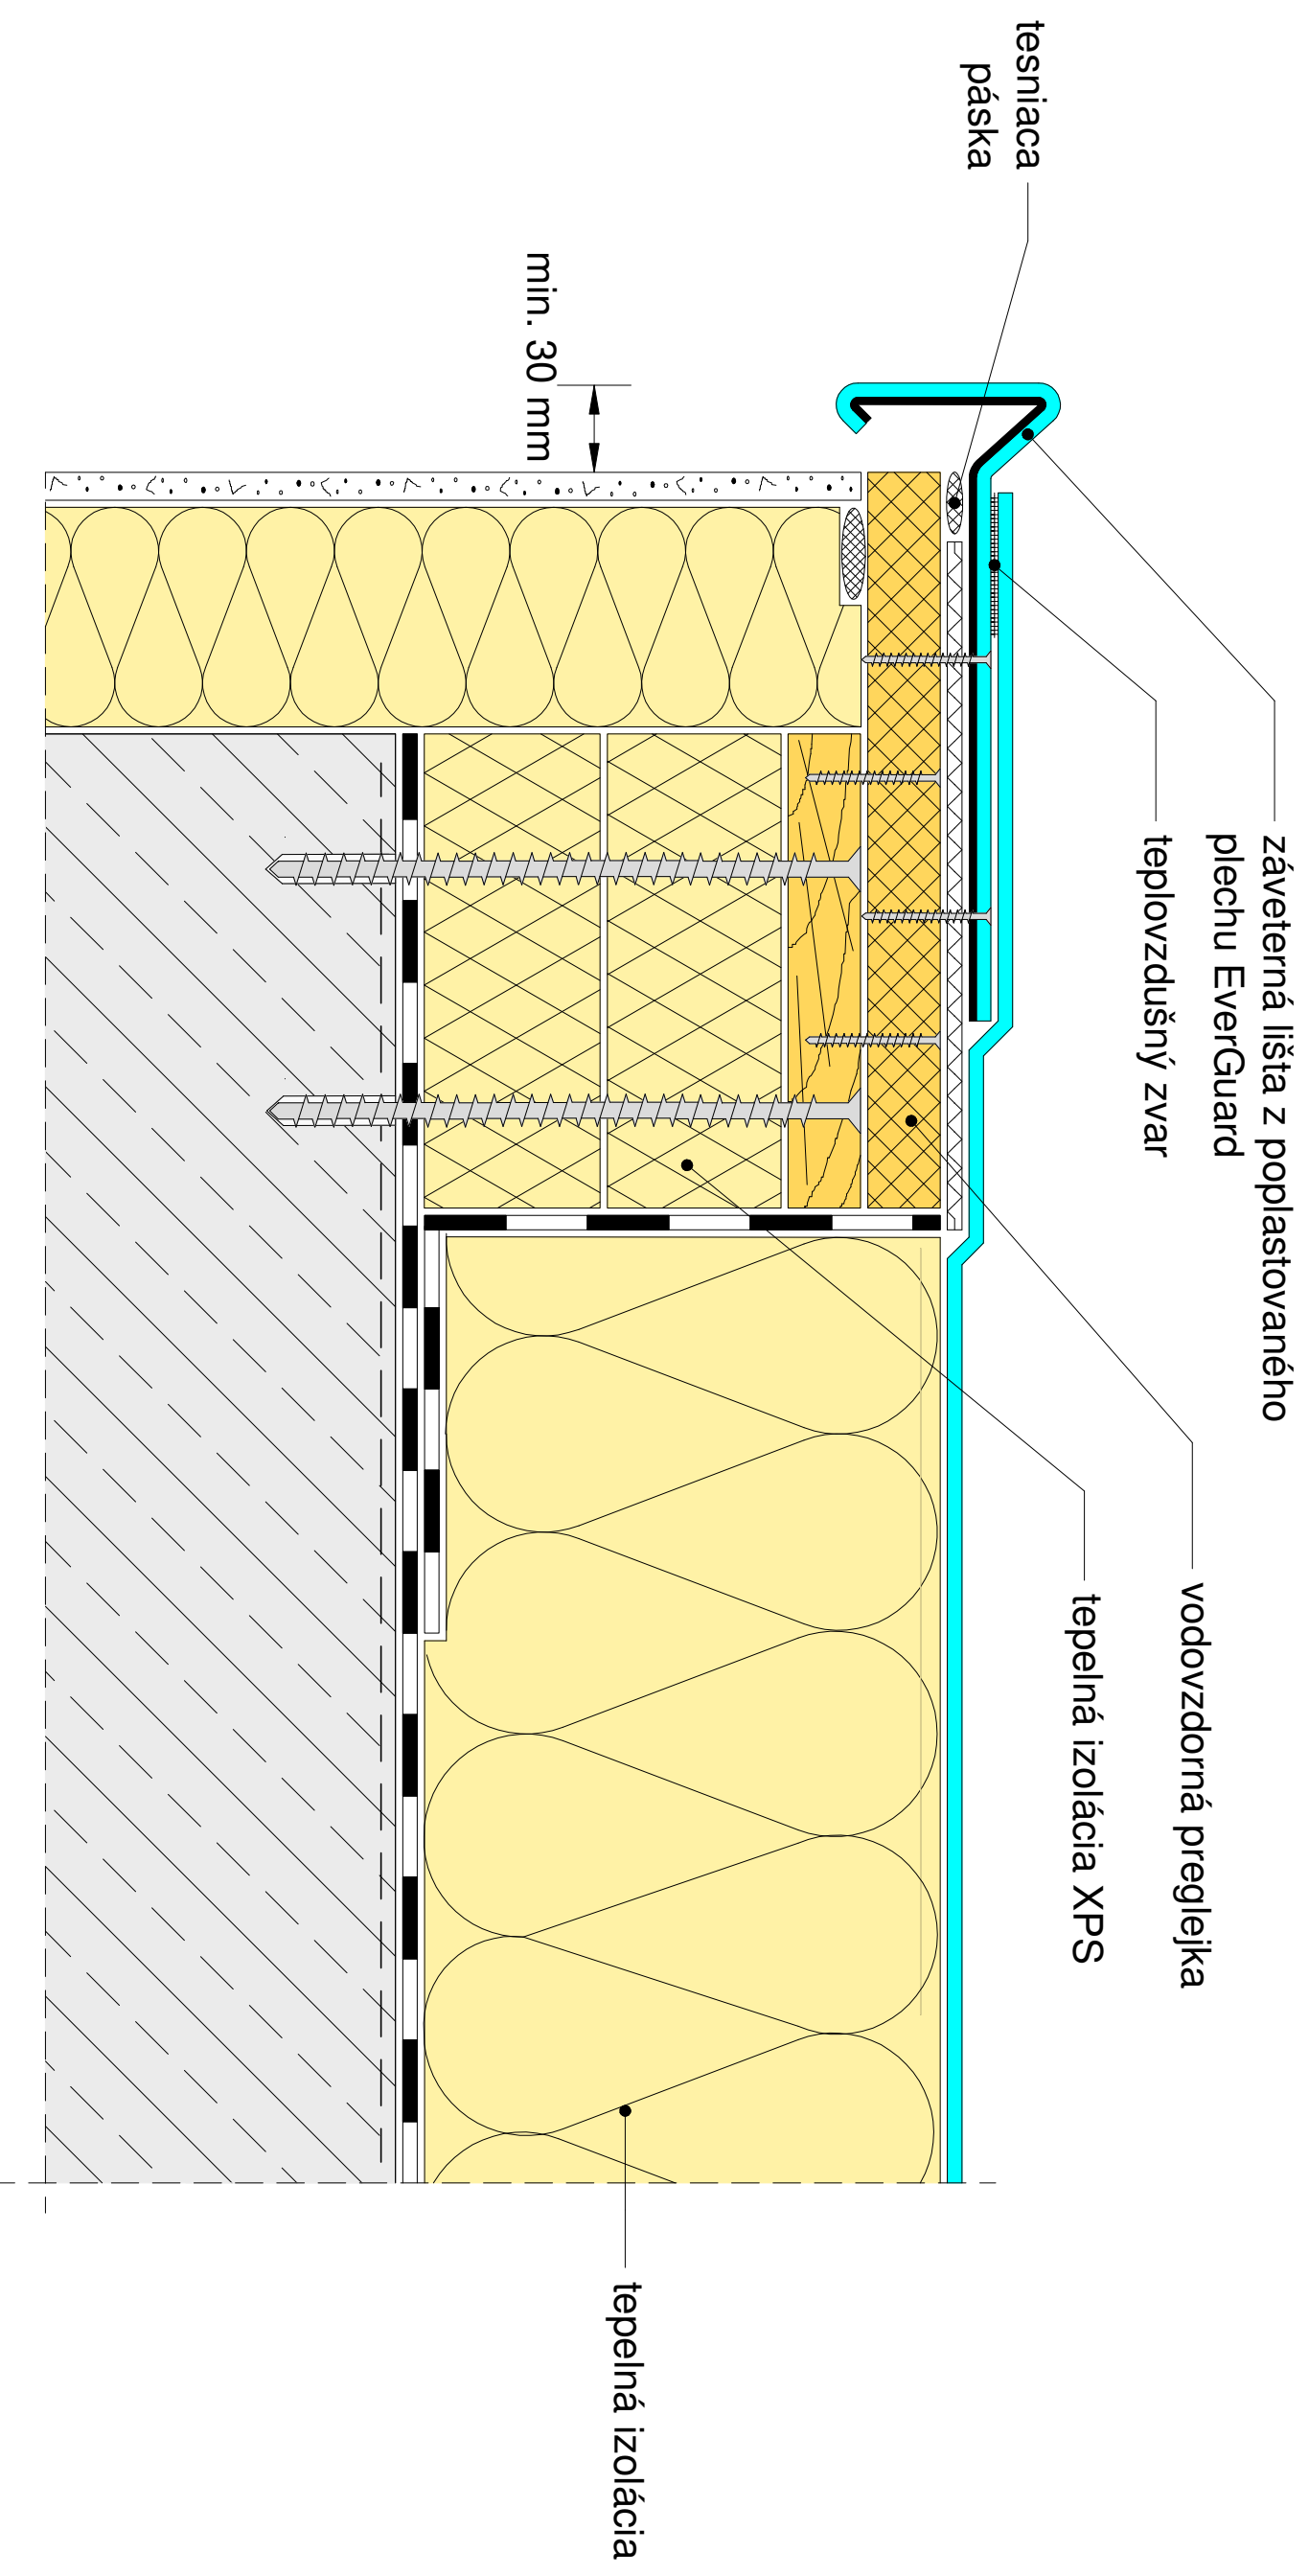 záveterná lišta z poplastovaného
plechu EverGuard
teplovzdušný zvar
tesniaca
páska
vodovzdorná preglejka
tepelná izolácia XPS
min. 30 mm
tepelná izolácia